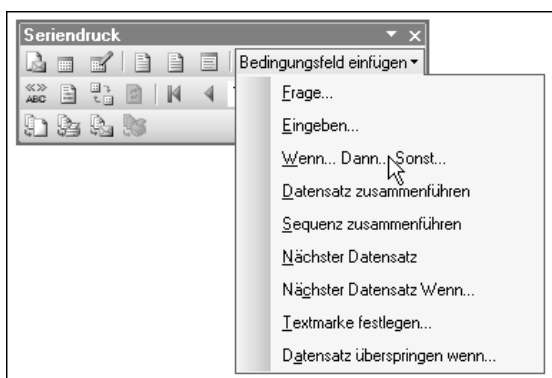 Seriendruck
Bedingungsfeld einfügen
«»
ABC
Frage...
Eingeben...
Wenn... Dann... Sonst...
Datensatz zusammenführen
Sequenz zusammenführen
Nächster Datensatz
Nächster Datensatz Wenn...
Textmarke festlegen...
Datensatz überspringen wenn...